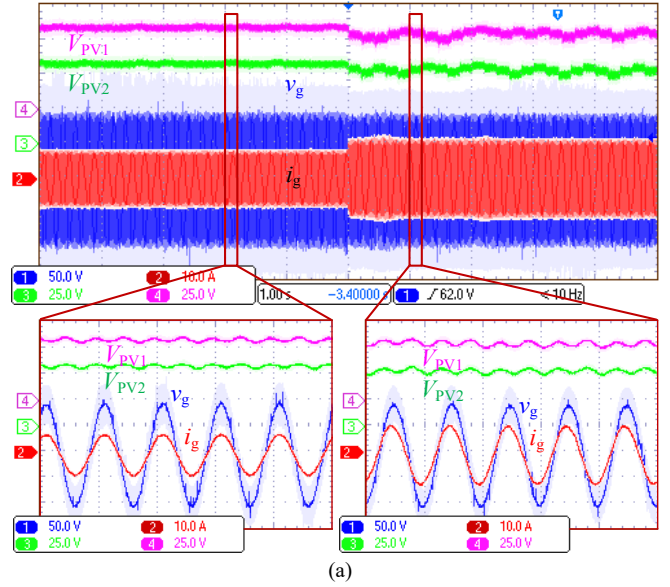 V_PV1
V_PV2
v_g
4
3
2
i_g
1 50.0 V 2 10.0 A
3 25.0 V 4 25.0 V
1.00 s -3.40000 s
1 ∫ 62.0 V < 10 Hz
V_PV1
V_PV2
v_g
i_g
4
3
2
1 50.0 V 2 10.0 A
3 25.0 V 4 25.0 V
V_PV1
V_PV2
v_g
i_g
4
3
2
1 50.0 V 2 10.0 A
3 25.0 V 4 25.0 V
(a)